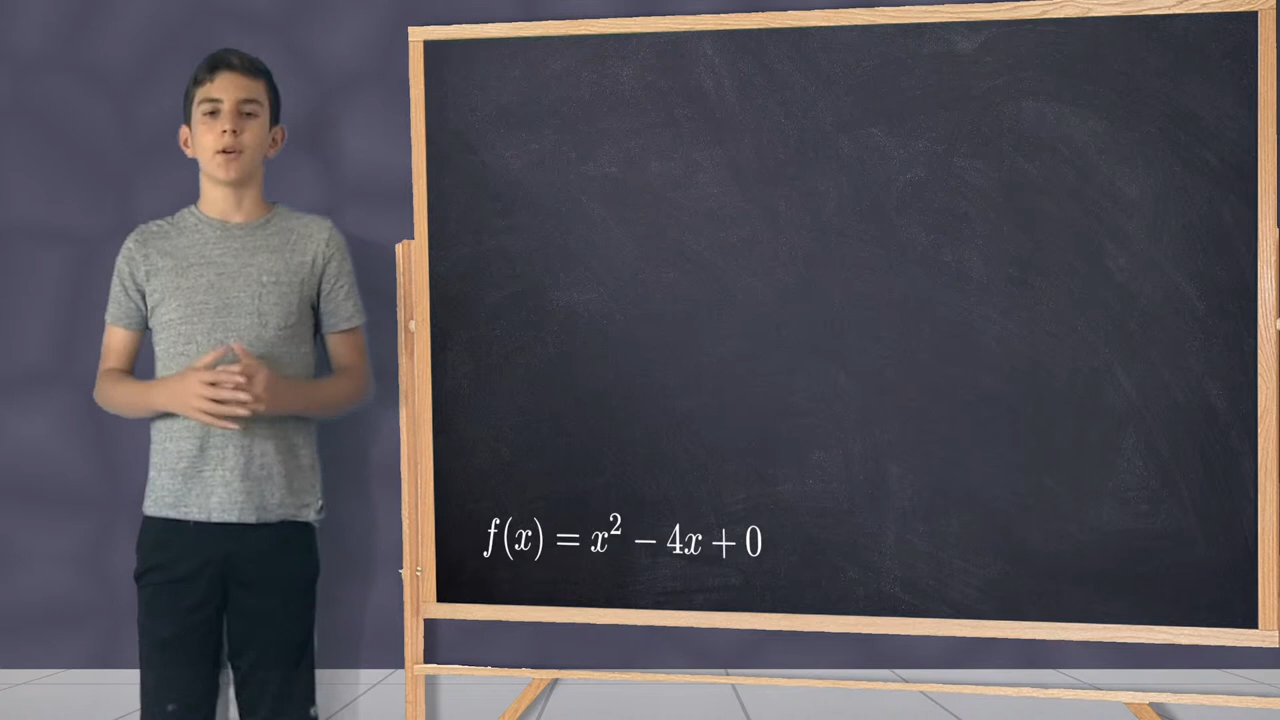 f(x) = x² − 4x + 0